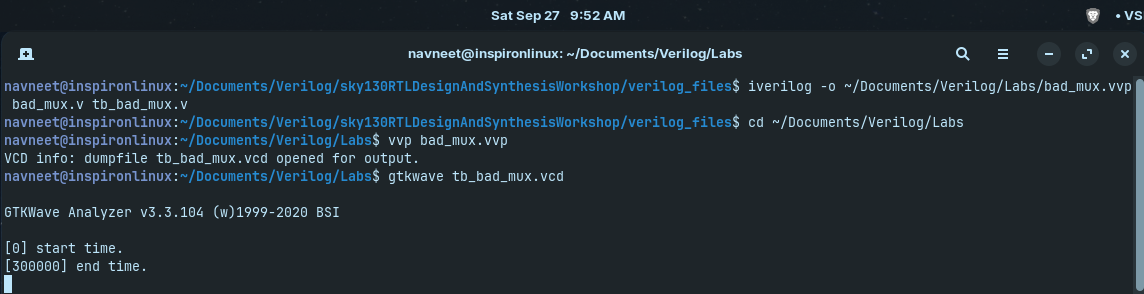 Sat Sep 27 9:52 AM
• VS
navneet@inspironlinux: ~/Documents/Verilog/Labs
navneet@inspironlinux:~/Documents/Verilog/sky130RTLDesignAndSynthesisWorkshop/verilog_files$ iverilog -o ~/Documents/Verilog/Labs/bad_mux.vvp
bad_mux.v tb_bad_mux.v
navneet@inspironlinux:~/Documents/Verilog/sky130RTLDesignAndSynthesisWorkshop/verilog_files$ cd ~/Documents/Verilog/Labs
navneet@inspironlinux:~/Documents/Verilog/Labs$ vvp bad_mux.vvp
VCD info: dumpfile tb_bad_mux.vcd opened for output.
navneet@inspironlinux:~/Documents/Verilog/Labs$ gtkwave tb_bad_mux.vcd
GTKWave Analyzer v3.3.104 (w)1999-2020 BSI
[0] start time.
[300000] end time.